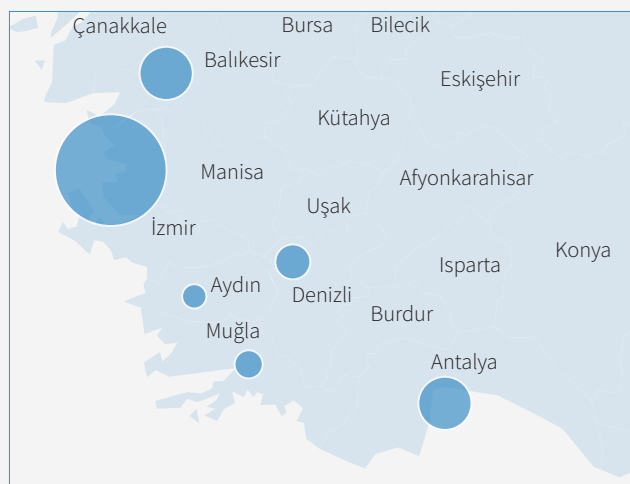 Çanakkale
Bursa
Bilecik
Balıkesir
Eskişehir
Kütahya
Manisa
Afyonkarahisar
Uşak
İzmir
Konya
Isparta
Aydın
Denizli
Burdur
Muğla
Antalya